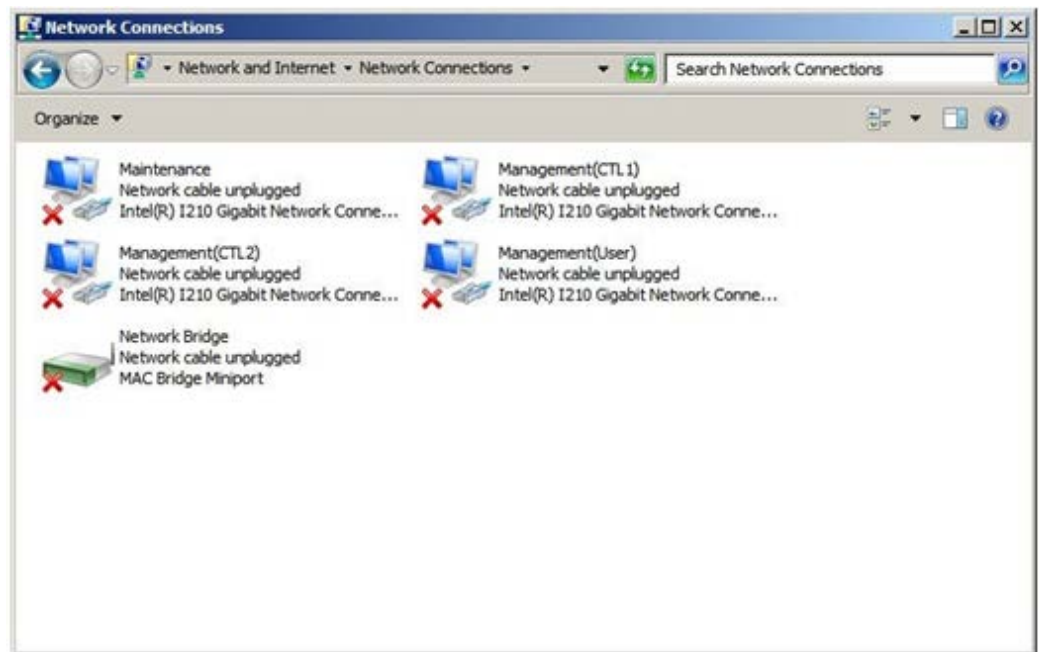 Network Connections
Network and Internet Network Connections
Search Network Connections
Organize
Maintenance
Network cable unplugged
Intel(R) I210 Gigabit Network Conne...
Management(CTL1)
Network cable unplugged
Intel(R) I210 Gigabit Network Conne...
Management(CTL2)
Network cable unplugged
Intel(R) I210 Gigabit Network Conne...
Management(User)
Network cable unplugged
Intel(R) I210 Gigabit Network Conne...
Network Bridge
Network cable unplugged
MAC Bridge Miniport